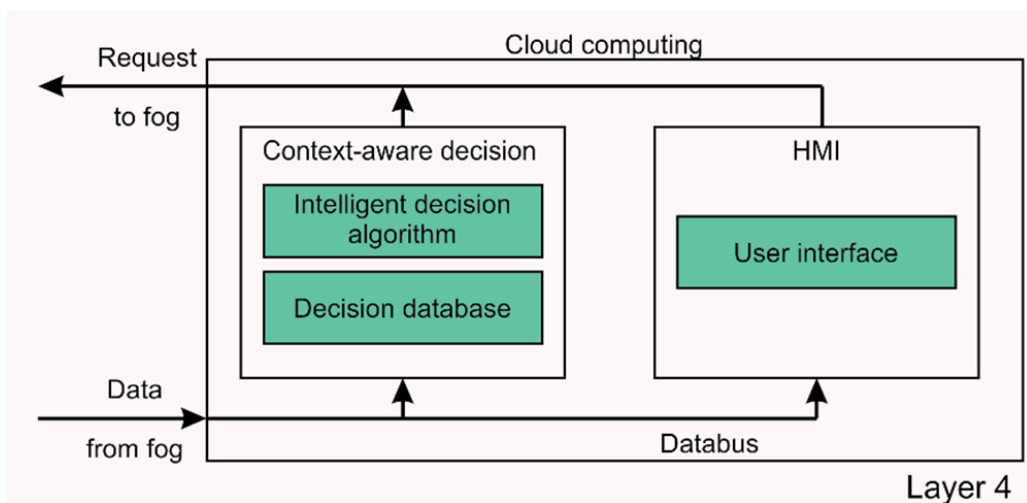 Cloud computing
Request
to fog
Context-aware decision
Intelligent decision
algorithm
Decision database
HMI
User interface
Data
from fog
Databus
Layer 4